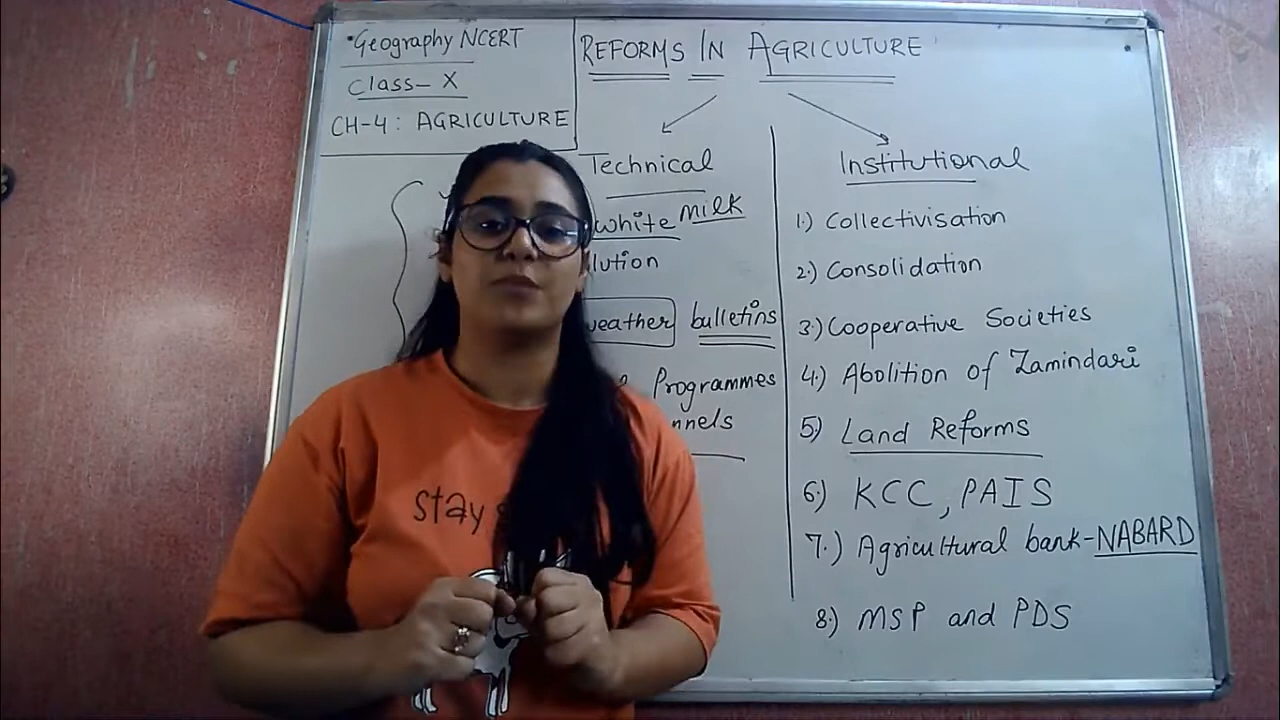 Geography NCERT
Class- X
CH-4: AGRICULTURE
REFORMS IN AGRICULTURE
Technical
white milk
lution
weather bulletins
Programmes
nnels
Institutional
1.) Collectivisation
2.) Consolidation
3.) Cooperative Societies
4.) Abolition of Zamindari
5.) Land Reforms
6.) KCC, PAIS
7.) Agricultural bank-NABARD
8.) MSP and PDS
stay